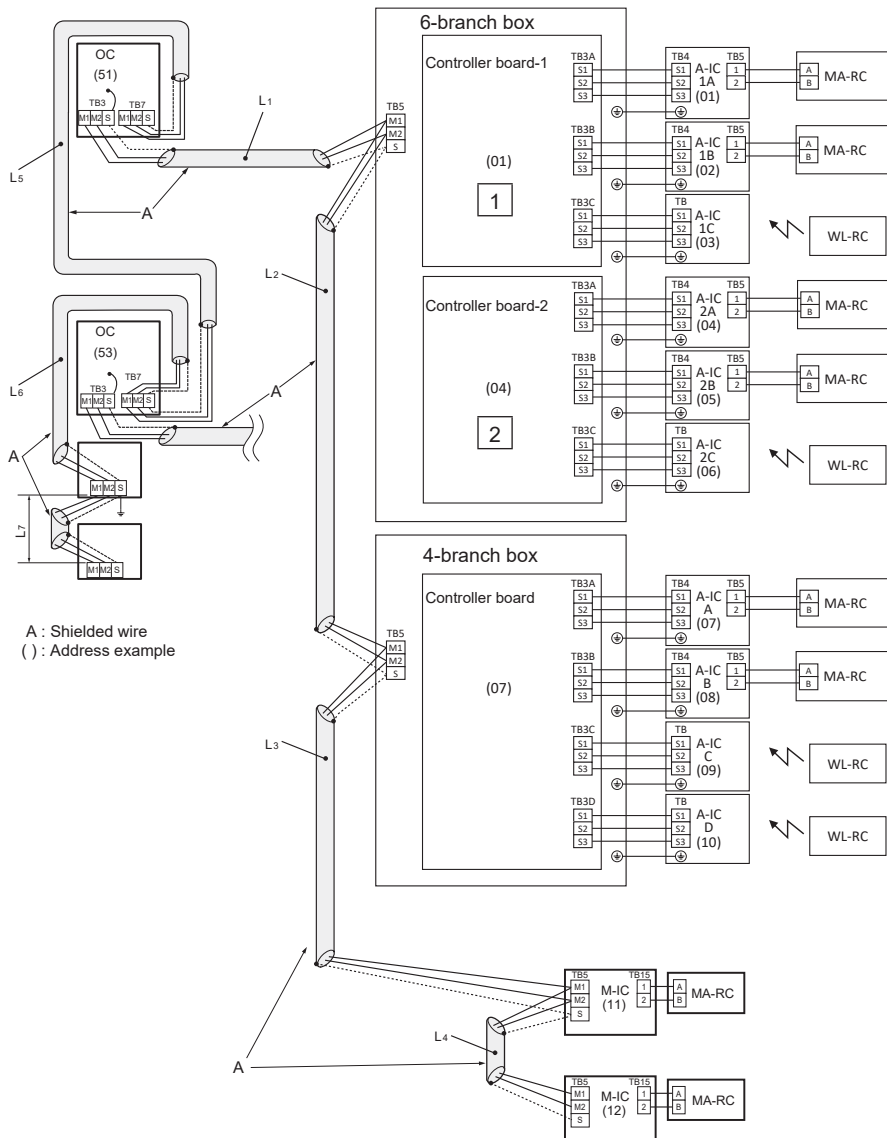 6-branch box
Controller board-1
(01)
1
TB5
M1
M2
S
TB3A
S1
S2
S3
TB4
S1
S2
S3
A-IC
1A
(01)
TB5
1
2
A
B
MA-RC
TB3B
S1
S2
S3
TB4
S1
S2
S3
A-IC
1B
(02)
TB5
1
2
A
B
MA-RC
TB3C
S1
S2
S3
TB
S1
S2
S3
A-IC
1C
(03)
WL-RC
Controller board-2
(04)
2
TB3A
S1
S2
S3
TB4
S1
S2
S3
A-IC
2A
(04)
TB5
1
2
A
B
MA-RC
TB3B
S1
S2
S3
TB4
S1
S2
S3
A-IC
2B
(05)
TB5
1
2
A
B
MA-RC
TB3C
S1
S2
S3
TB
S1
S2
S3
A-IC
2C
(06)
WL-RC
OC
(51)
TB3 TB7
M1 M2 S M1 M2 S
L1
L5
A
L2
OC
(53)
TB3 TB7
M1 M2 S M1 M2 S
L6
A
A
M1 M2 S
L7
M1 M2 S
A : Shielded wire
( ) : Address example
4-branch box
Controller board
(07)
TB5
M1
M2
S
TB3A
S1
S2
S3
TB4
S1
S2
S3
A-IC
A
(07)
TB5
1
2
A
B
MA-RC
TB3B
S1
S2
S3
TB4
S1
S2
S3
A-IC
B
(08)
TB5
1
2
A
B
MA-RC
TB3C
S1
S2
S3
TB
S1
S2
S3
A-IC
C
(09)
WL-RC
TB3D
S1
S2
S3
TB
S1
S2
S3
A-IC
D
(10)
WL-RC
L3
A
L4
TB5
M1
M2
S
M-IC
(11)
TB15
1
2
A
B
MA-RC
TB5
M1
M2
S
M-IC
(12)
TB15
1
2
A
B
MA-RC